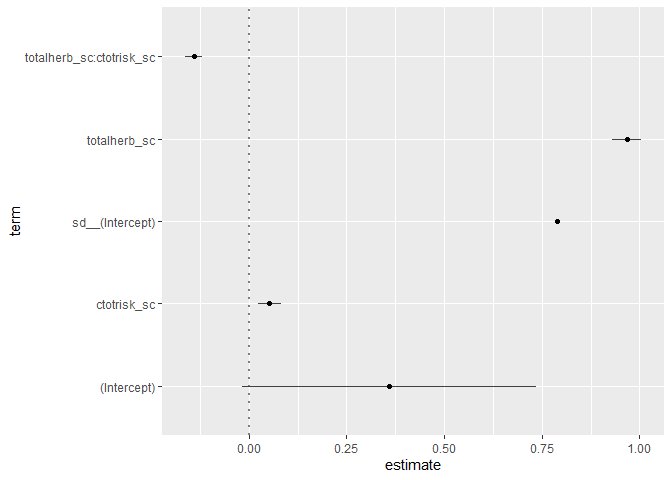 totalherb_sc:ctotrisk_sc
totalherb_sc
sd__(Intercept)
ctotrisk_sc
(Intercept)
term
0.00 0.25 0.50 0.75 1.00
estimate